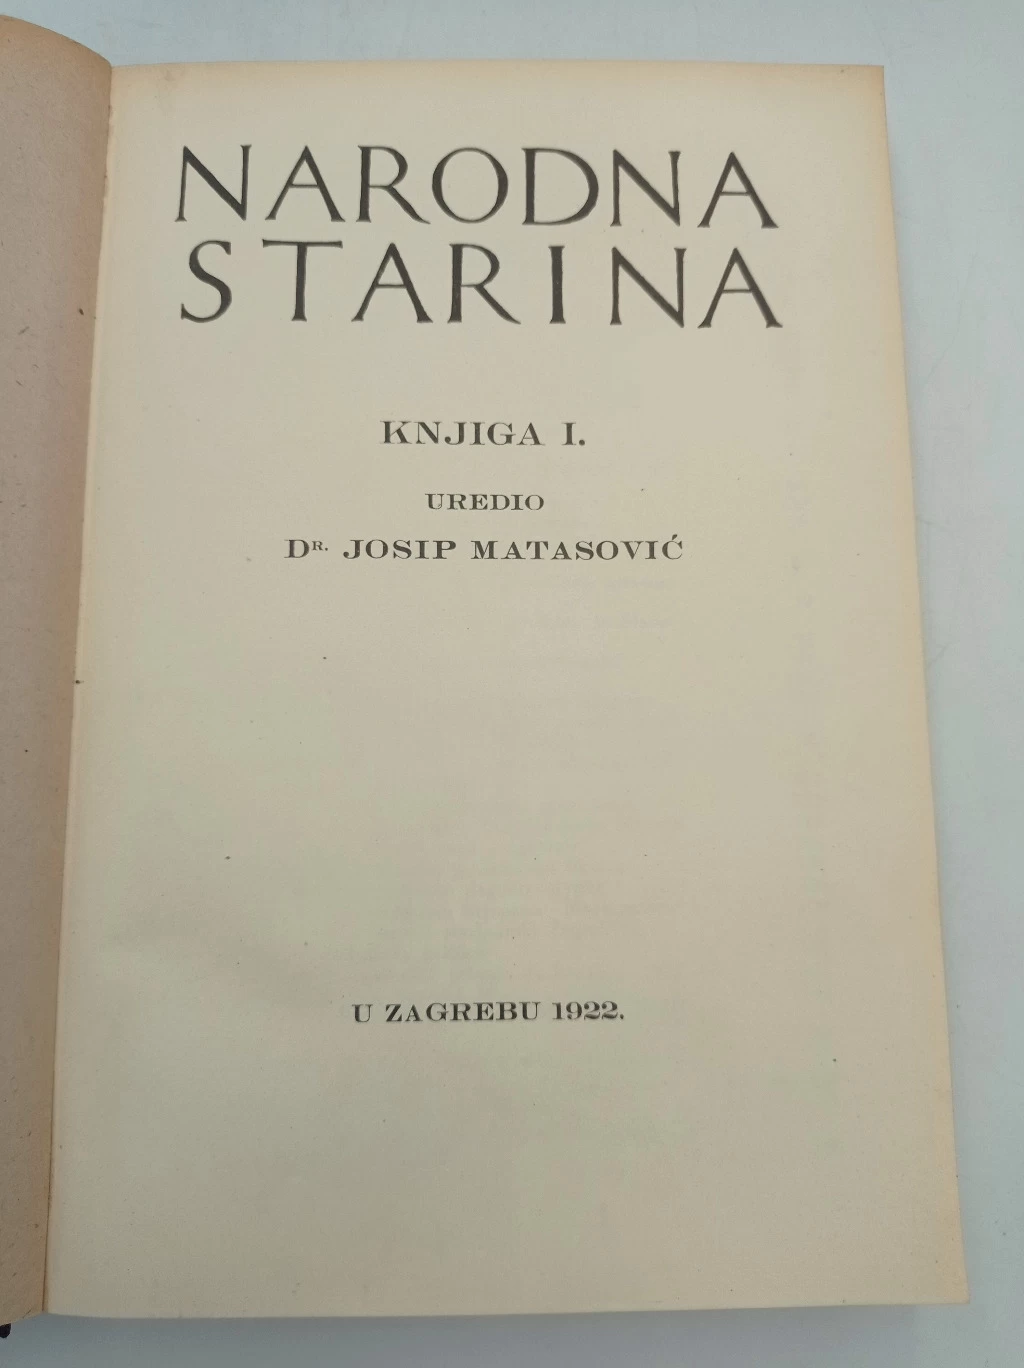 NARODNA
STARINA
KNJIGA I.
UREDIO
DR. JOSIP MATASOVIĆ
U ZAGREBU 1922.